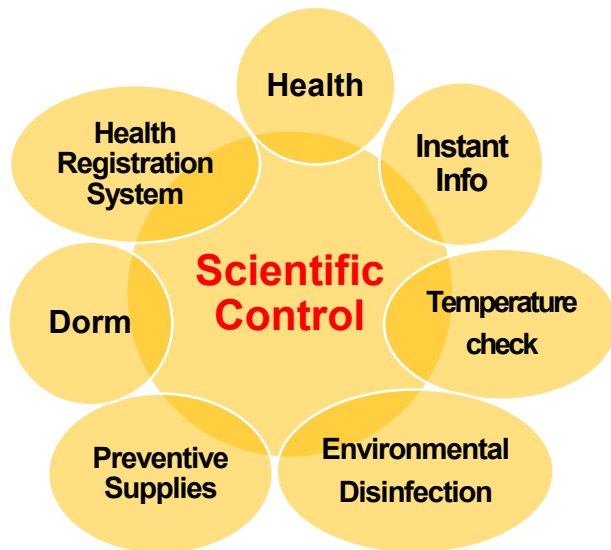 Health
Instant
Info
Temperature
check
Environmental
Disinfection
Preventive
Supplies
Dorm
Health
Registration
System
Scientific
Control